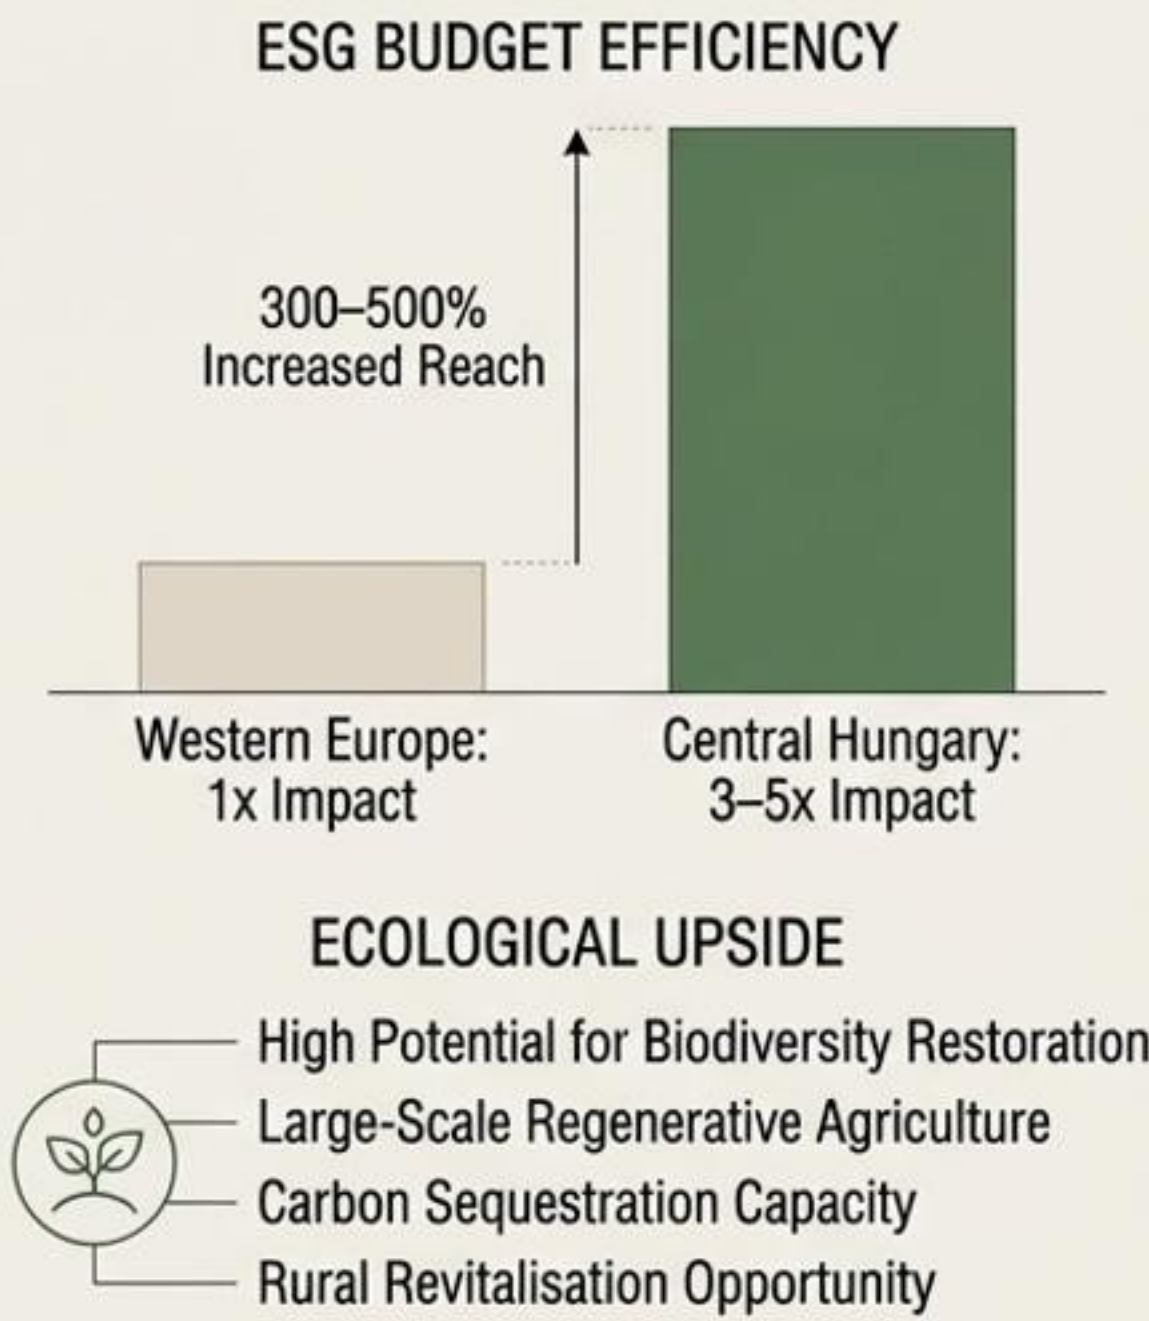 ESG BUDGET EFFICIENCY
300–500%
Increased Reach
Western Europe:
1x Impact
Central Hungary:
3–5x Impact
ECOLOGICAL UPSIDE
High Potential for Biodiversity Restoration
Large-Scale Regenerative Agriculture
Carbon Sequestration Capacity
Rural Revitalisation Opportunity